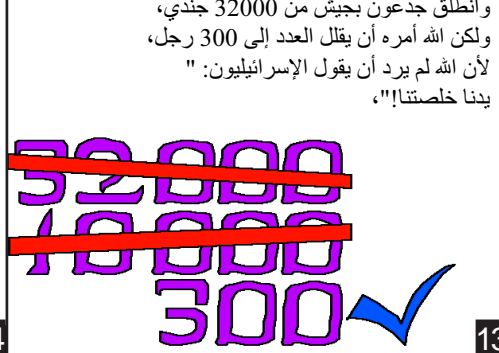 وانطلق جدعون بجيش من 32000 جندي،
ولكن الله أمره أن يقلل العدد إلى 300 رجل،
لأن الله لم يرد أن يقول الإسرائيليون: "
يدنا خلصتنا!"،
32000
10000
300
4
13